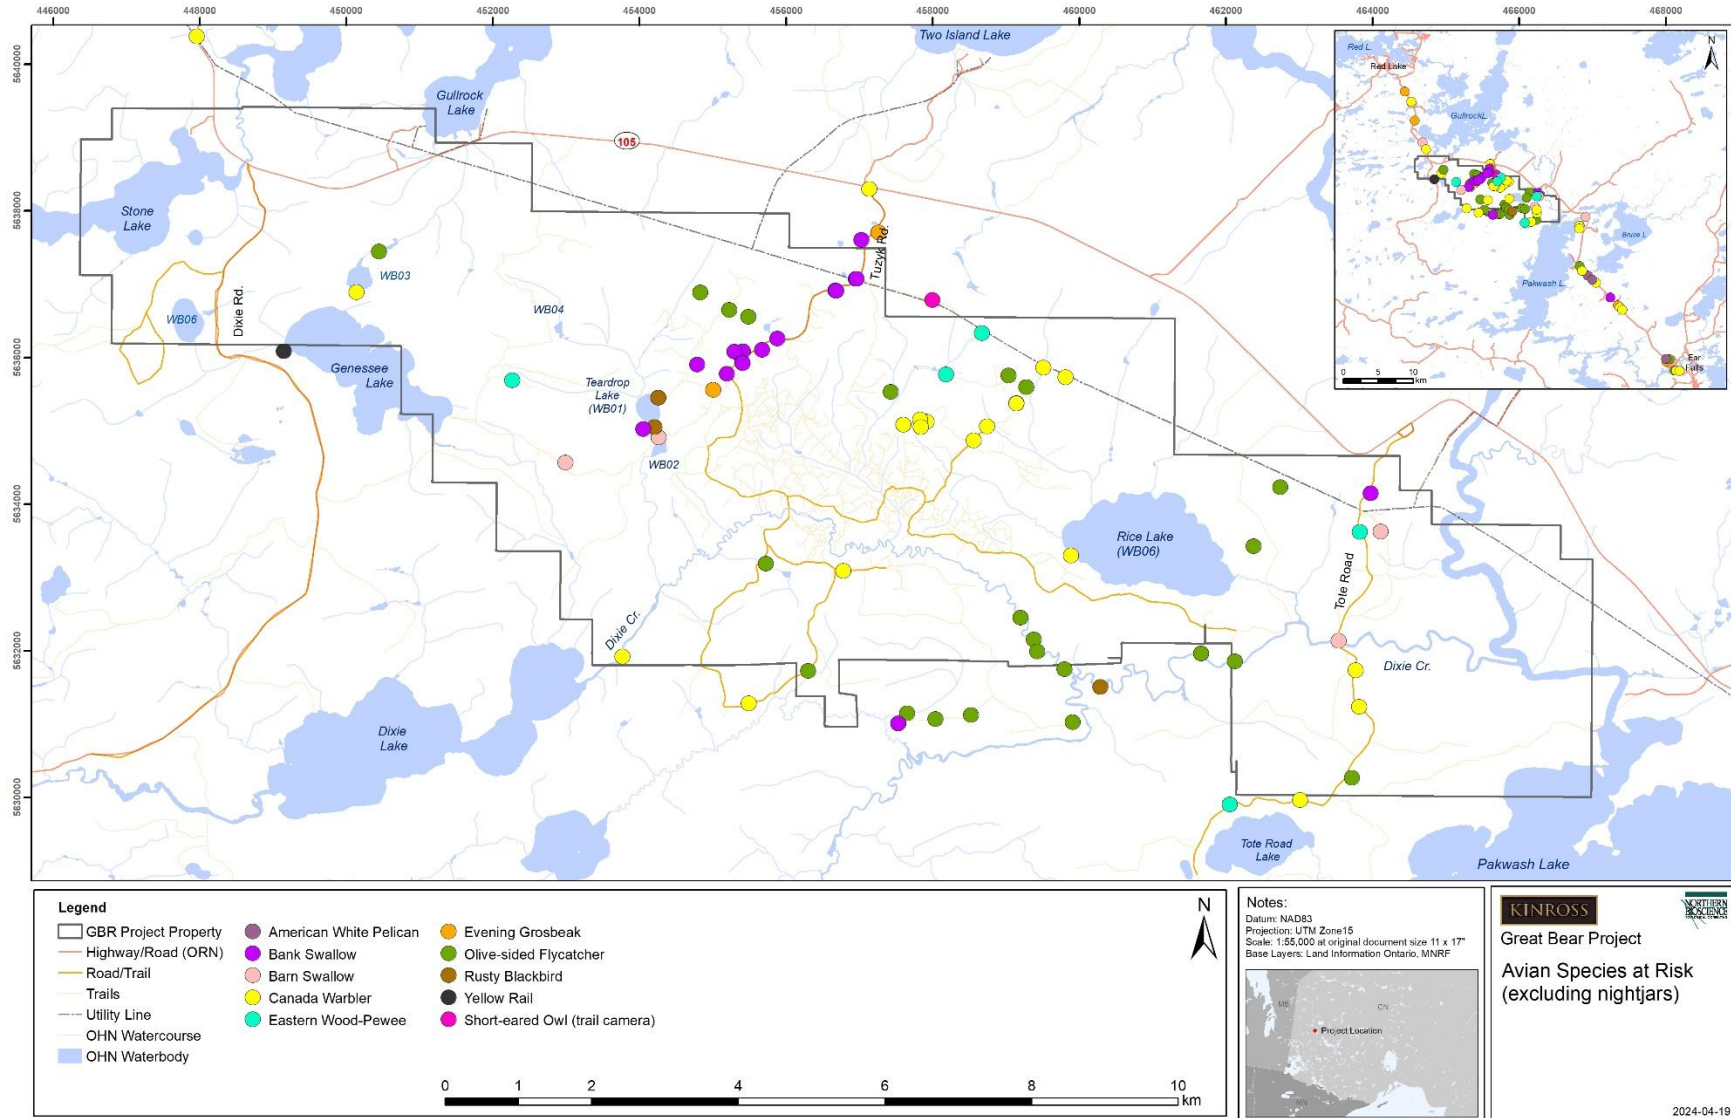 446000
448000
450000
452000
454000
456000
458000
460000
462000
464000
466000
468000
5640000
5638000
5636000
5634000
5632000
5630000
Two Island Lake
Gullrock
Lake
105
Stone
Lake
WB03
WB06
Dixie Rd.
WB04
Genessee
Lake
Tuzyk Rd.
Teardrop
Lake
(WB01)
WB02
Rice Lake
(WB06)
Tote Road
Dixie Cr.
Dixie Cr.
Dixie
Lake
Tote Road
Lake
Pakwash Lake
N
Red L.
Red Lake
Gullrock L.
Bruce L
Pakwash L.
Ear
Falls
0 5 10
km
Legend
GBR Project Property
Highway/Road (ORN)
Road/Trail
Trails
Utility Line
OHN Watercourse
OHN Waterbody
American White Pelican
Bank Swallow
Barn Swallow
Canada Warbler
Eastern Wood-Pewee
Evening Grosbeak
Olive-sided Flycatcher
Rusty Blackbird
Yellow Rail
Short-eared Owl (trail camera)
N
0 1 2 4 6 8 10
km
Notes:
Datum: NAD83
Projection: UTM Zone15
Scale: 1:55,000 at original document size 11 x 17"
Base Layers: Land Information Ontario, MNRF
MB
ON
Project Location
MN
KINROSS
NORTHERN
BIOSCIENCE
Great Bear Project
Avian Species at Risk
(excluding nightjars)
2024-04-19